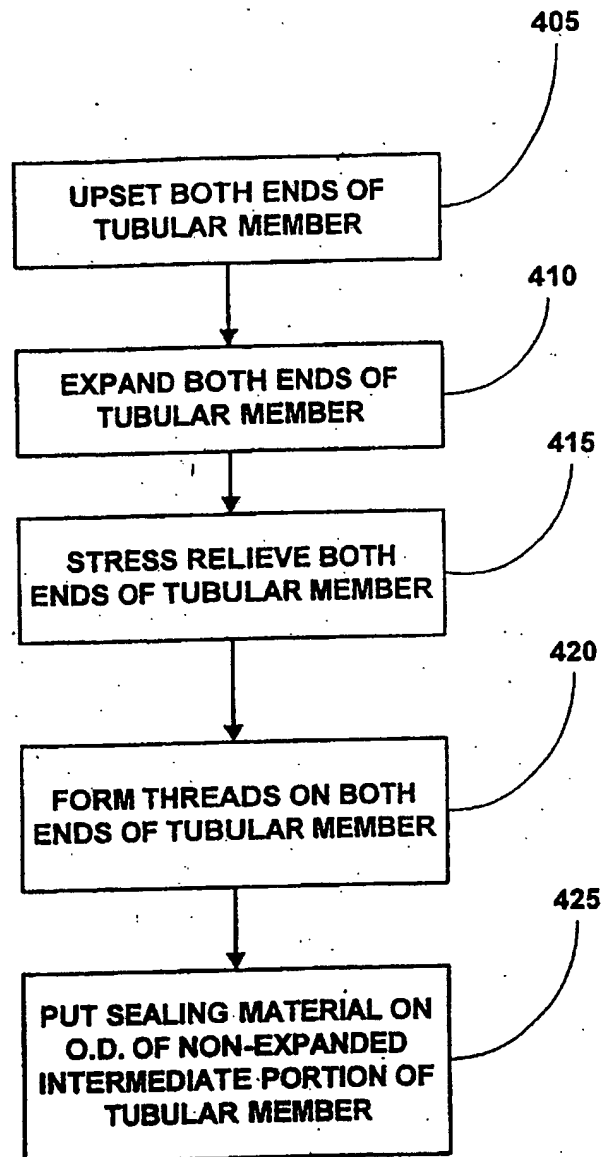 405
UPSET BOTH ENDS OF
TUBULAR MEMBER
410
EXPAND BOTH ENDS OF
TUBULAR MEMBER
415
STRESS RELIEVE BOTH
ENDS OF TUBULAR MEMBER
420
FORM THREADS ON BOTH
ENDS OF TUBULAR MEMBER
425
PUT SEALING MATERIAL ON
O.D. OF NON-EXPANDED
INTERMEDIATE PORTION OF
TUBULAR MEMBER